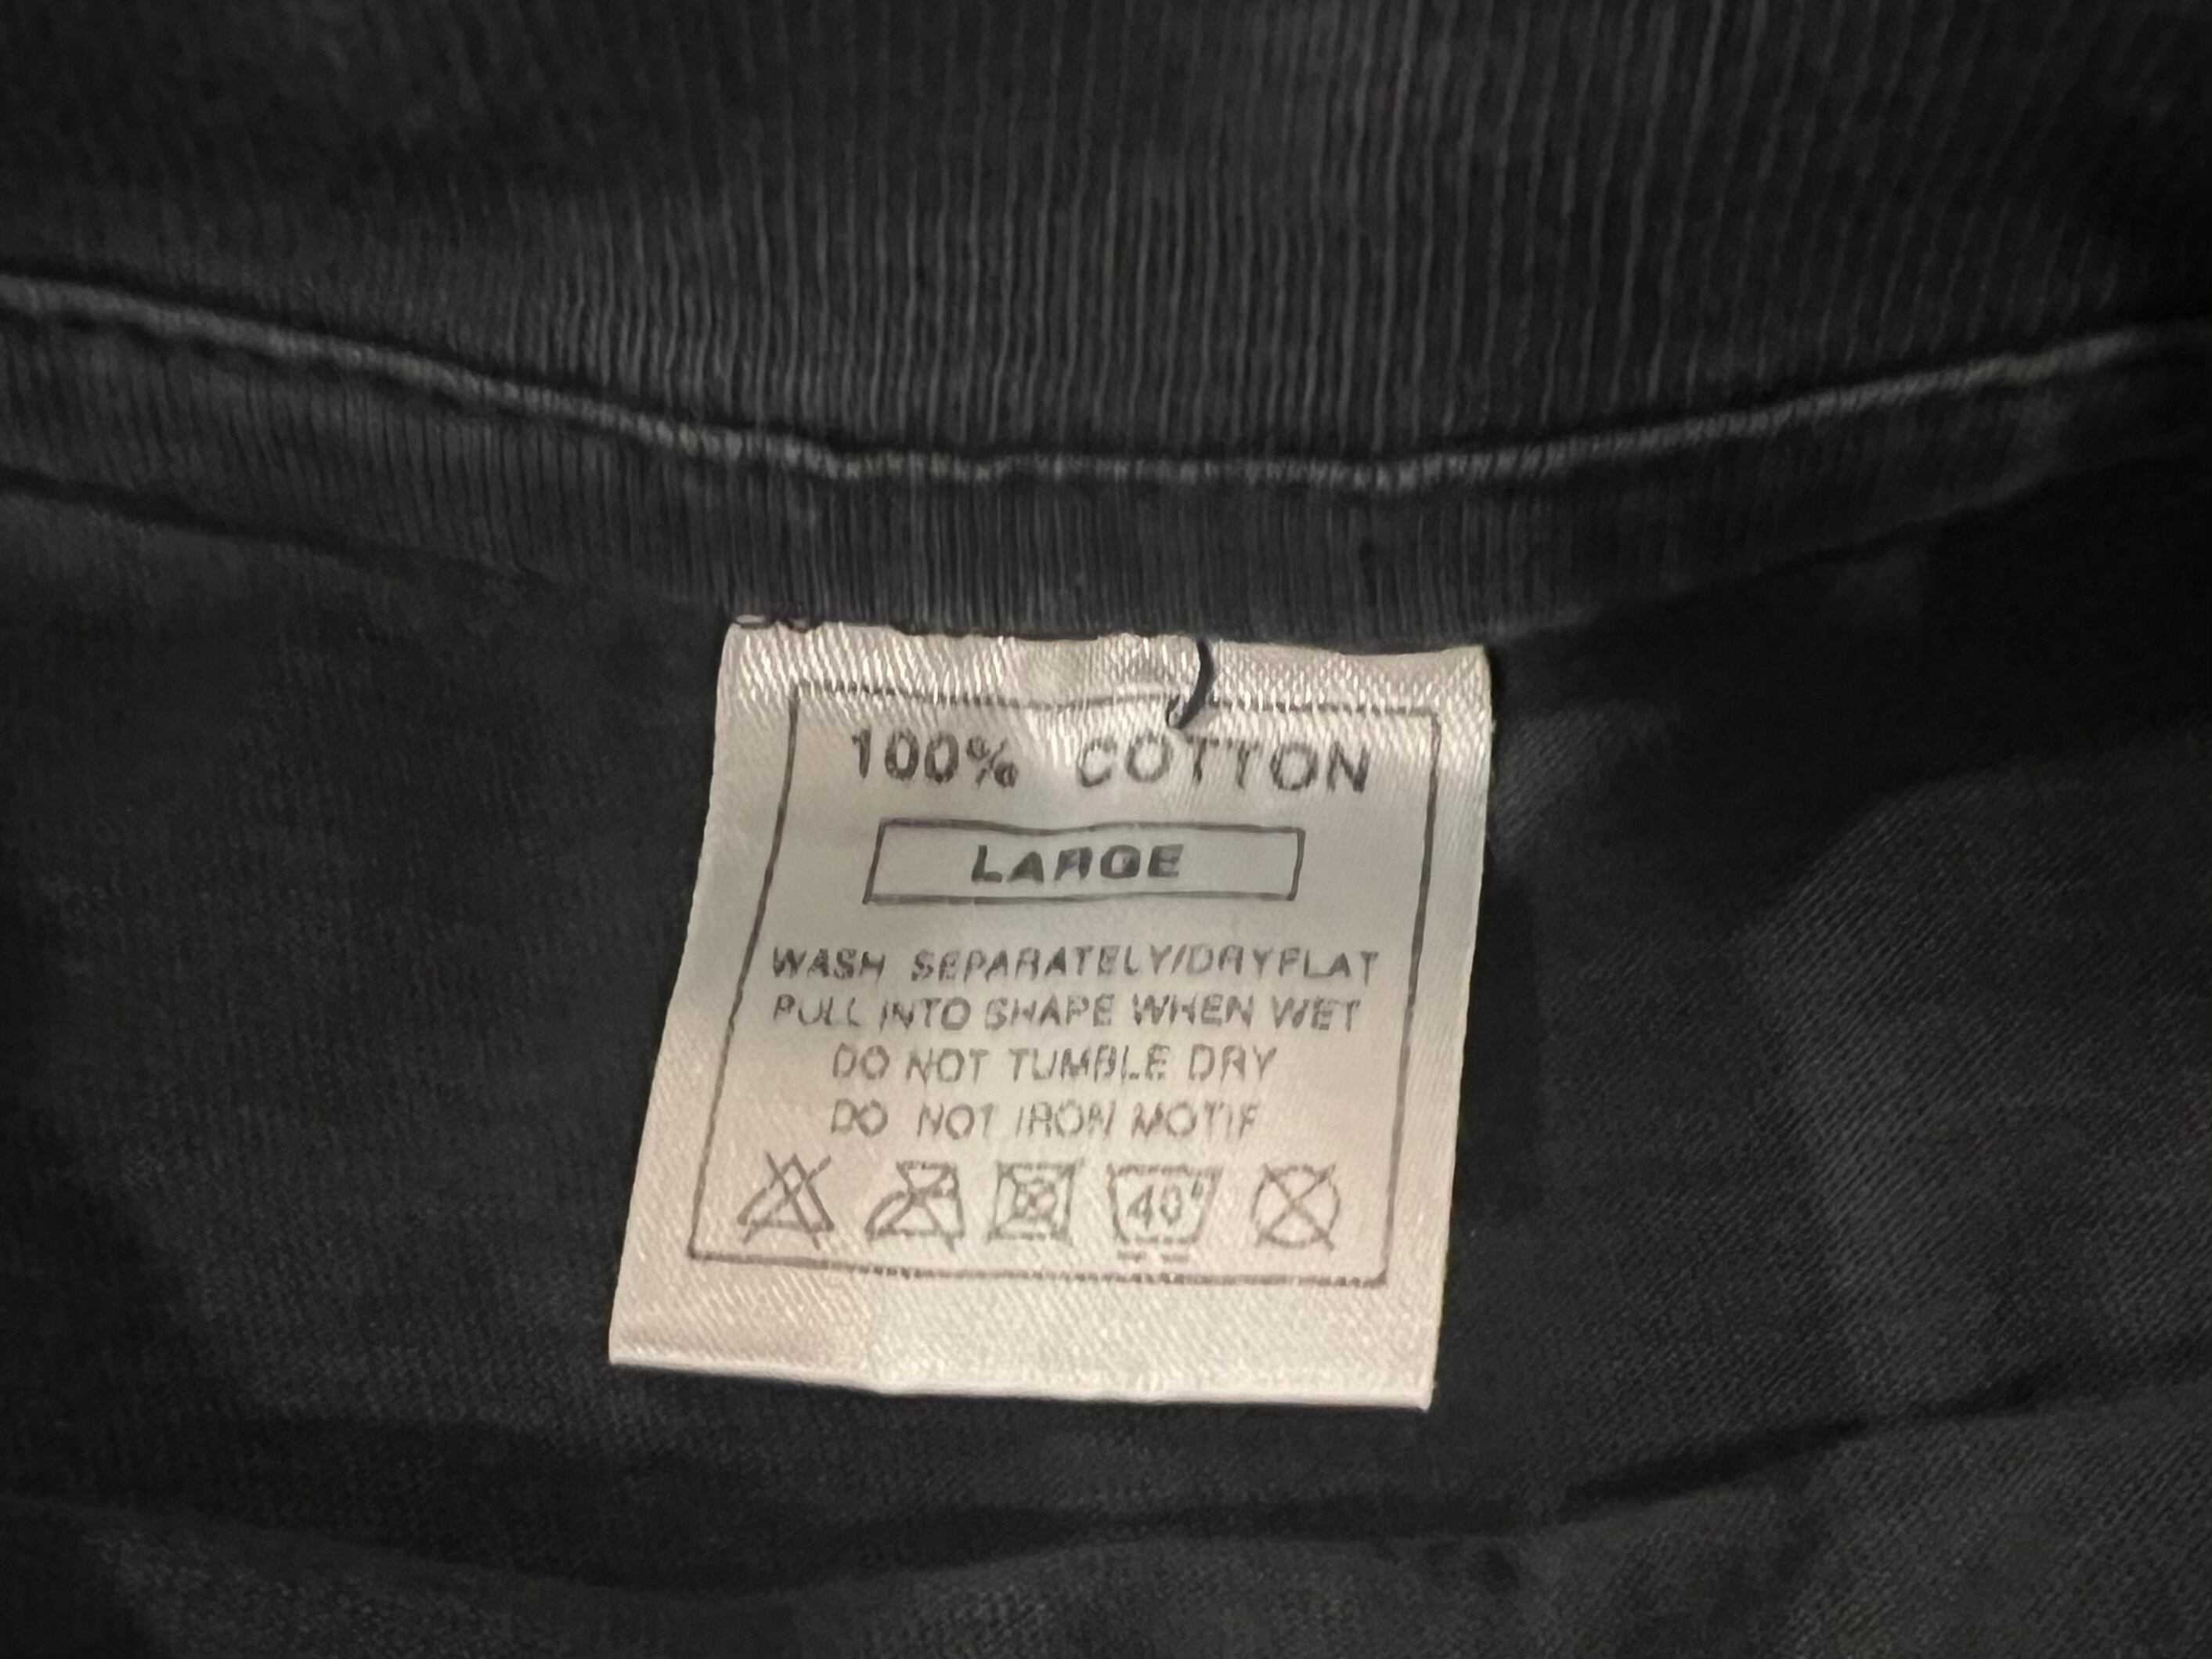 100% COTTON
LARGE
WASH SEPARATELY/DRYFLAT
PULL INTO SHAPE WHEN WET
DO NOT TUMBLE DRY
DO NOT IRON MOTIF
40°